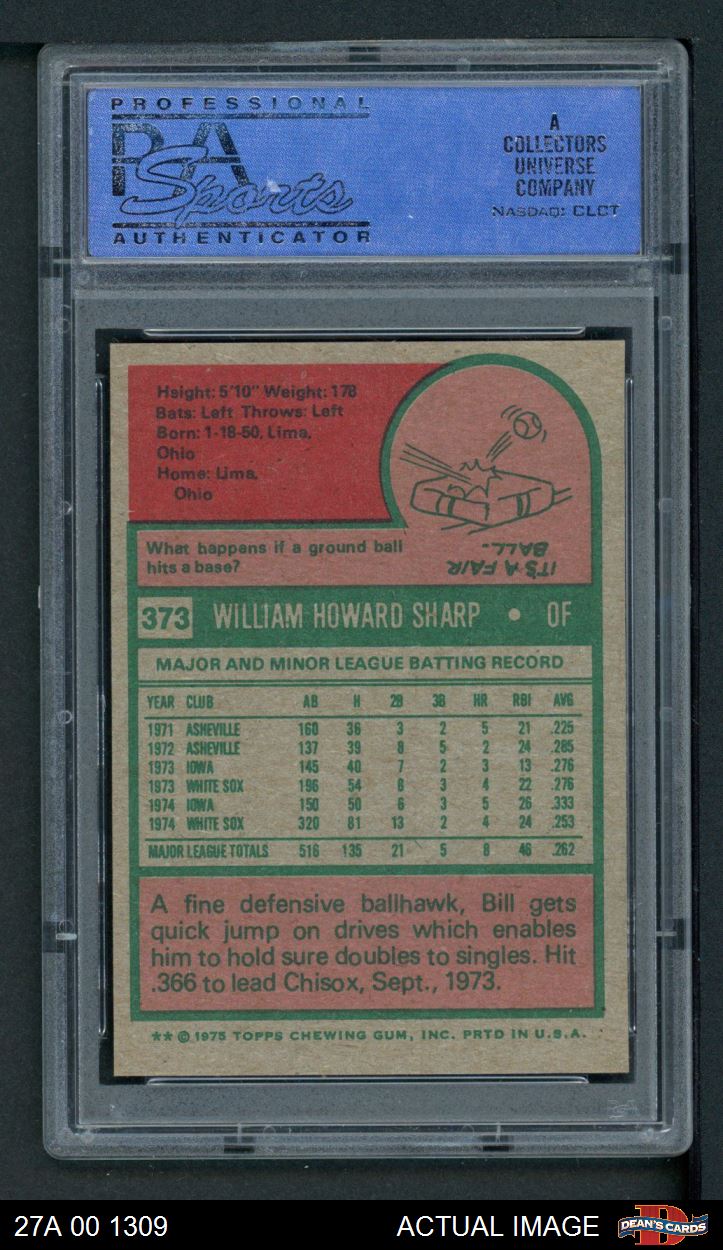 PROFESSIONAL
PSA
Sports
AUTHENTICATOR
A
COLLECTORS
UNIVERSE
COMPANY
NASDAQ: CLCT
Height: 5'10" Weight: 178
Bats: Left Throws: Left
Born: 1-18-50, Lima,
Ohio
Home: Lima,
Ohio
What happens if a ground ball
hits a base?
IT'S A FAIR
BALL.
373 WILLIAM HOWARD SHARP • OF
MAJOR AND MINOR LEAGUE BATTING RECORD
YEAR CLUB AB H 2B 3B HR RBI AVG
1971 ASHEVILLE 160 36 3 2 5 21 .225
1972 ASHEVILLE 137 39 8 5 2 24 .285
1973 IOWA 145 40 7 2 3 13 .276
1973 WHITE SOX 196 54 8 3 4 22 .276
1974 IOWA 150 50 6 3 5 26 .333
1974 WHITE SOX 320 81 13 2 4 24 .253
MAJOR LEAGUE TOTALS 516 135 21 5 8 46 .262
A fine defensive ballhawk, Bill gets
quick jump on drives which enables
him to hold sure doubles to singles. Hit
.366 to lead Chisox, Sept., 1973.
** © 1975 TOPPS CHEWING GUM, INC. PRTD IN U.S.A.
27A 00 1309
ACTUAL IMAGE
DEAN'S CARDS